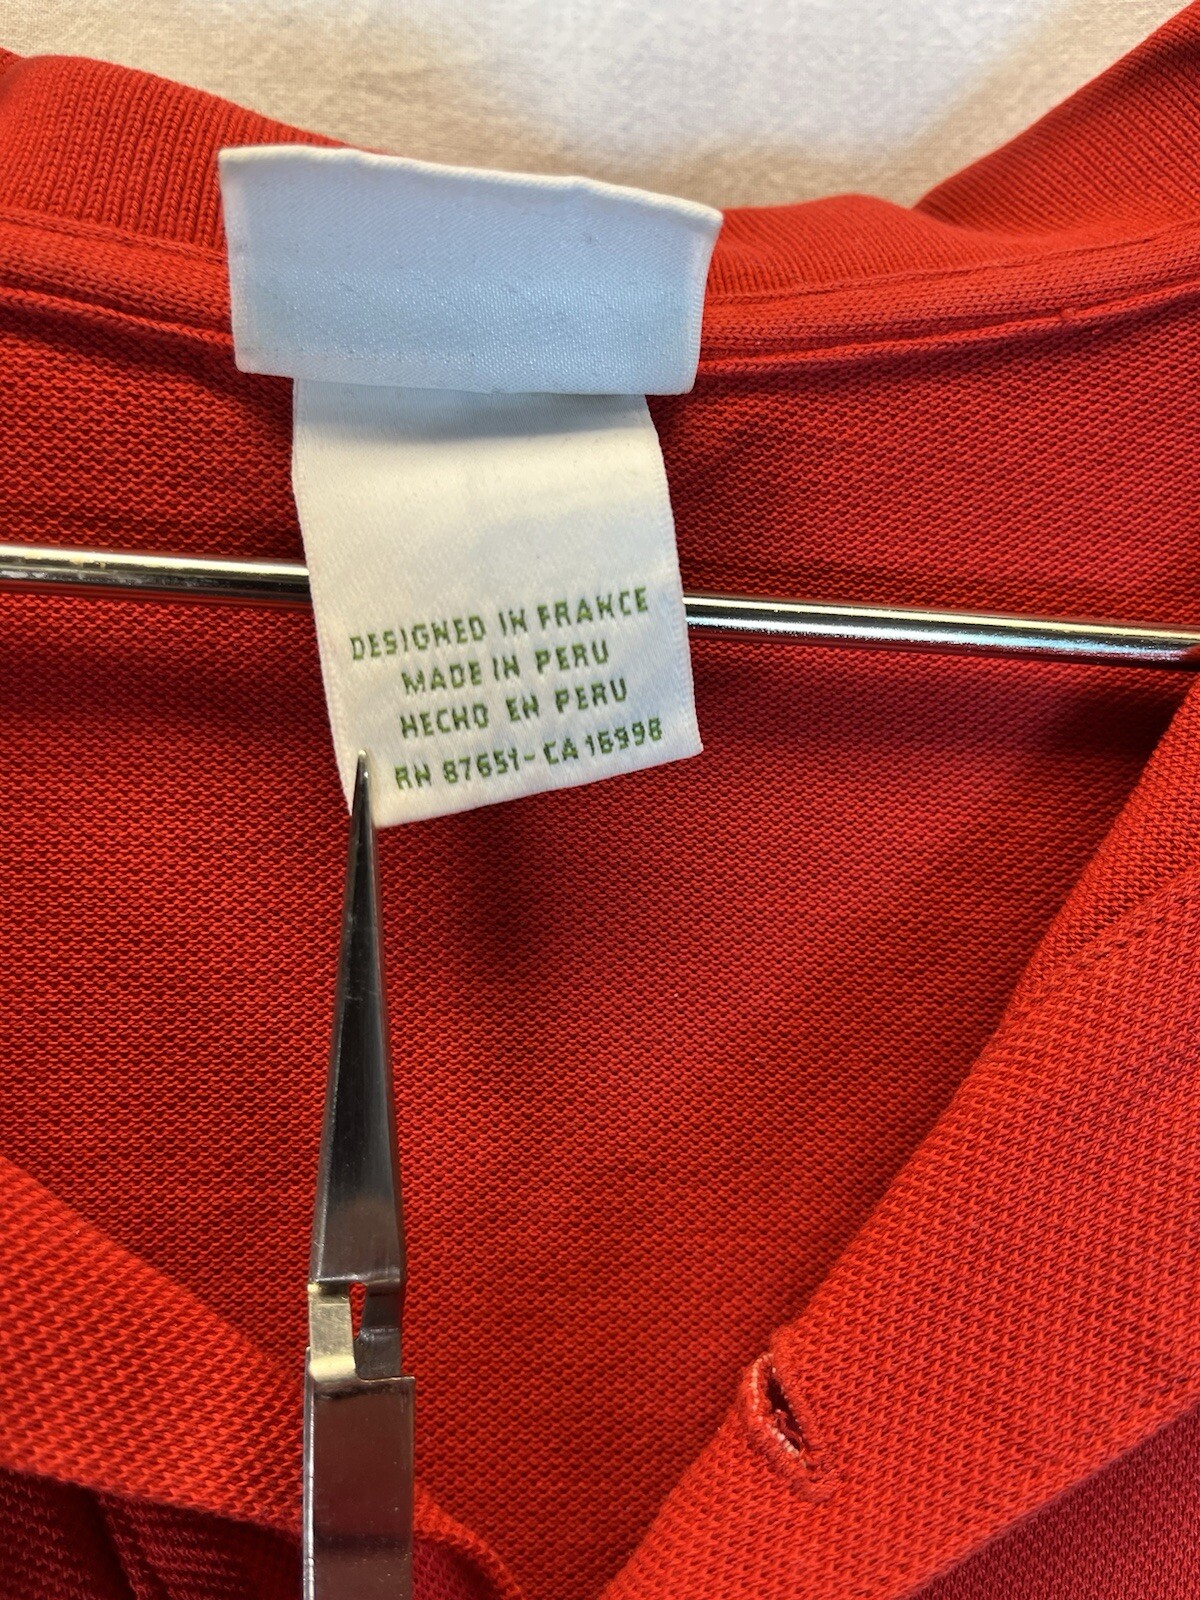 DESIGNED IN FRANCE
MADE IN PERU
HECHO EN PERU
RN 87651-CA 16998